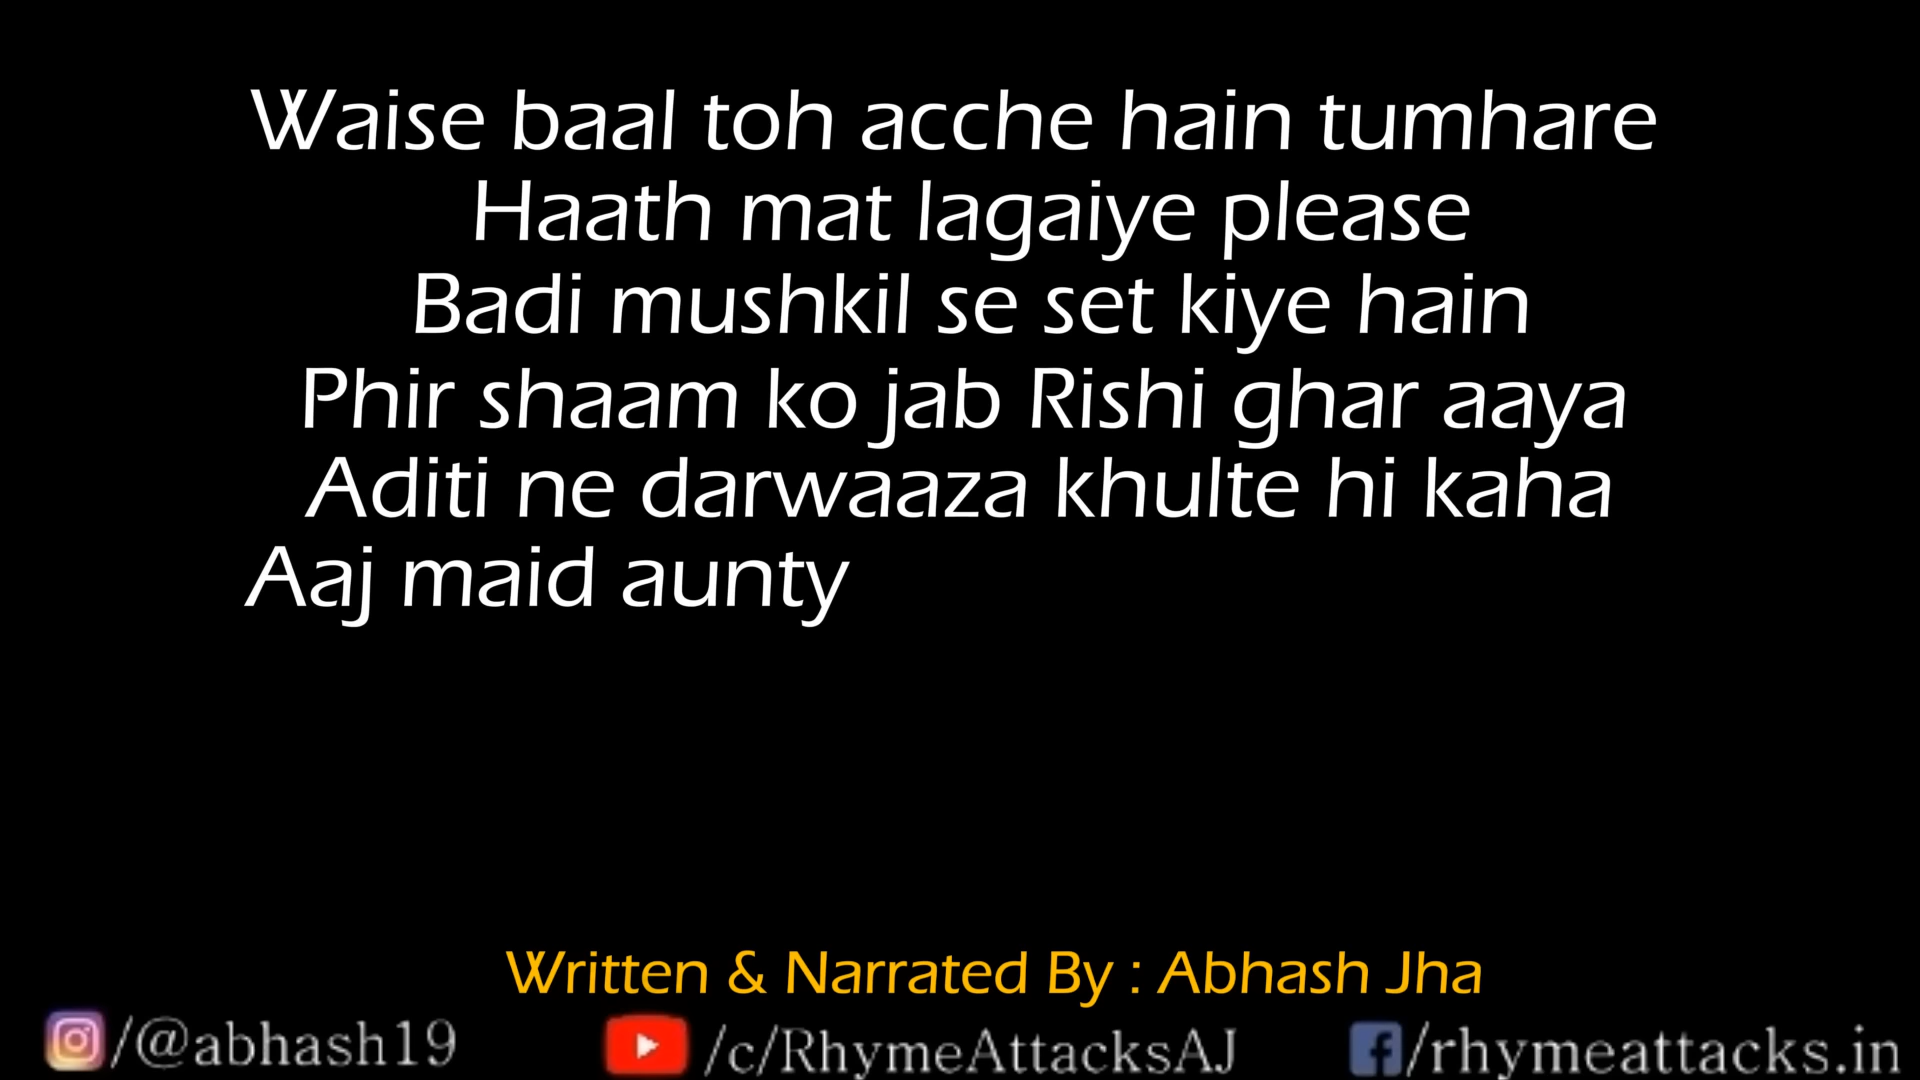 Waise baal toh acche hain tumhare
Haath mat lagaiye please
Badi mushkil se set kiye hain
Phir shaam ko jab Rishi ghar aaya
Aditi ne darwaaza khulte hi kaha
Aaj maid aunty
Written & Narrated By : Abhash Jha
/@abhash19
/c/RhymeAttacksAJ
/rhymeattacks.in